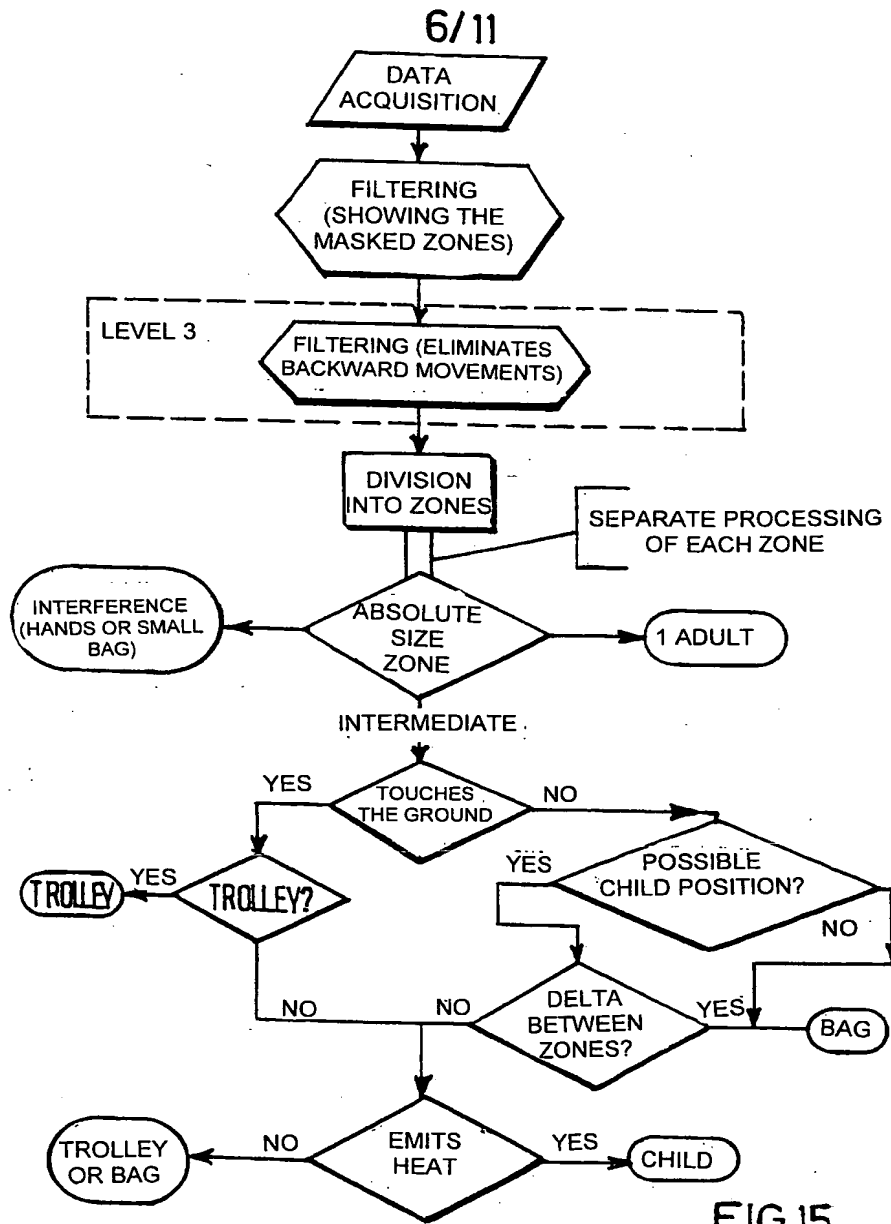 6/11
DATA
ACQUISITION
FILTERING
(SHOWING THE
MASKED ZONES)
LEVEL 3
FILTERING (ELIMINATES
BACKWARD MOVEMENTS)
DIVISION
INTO ZONES
SEPARATE PROCESSING
OF EACH ZONE
INTERFERENCE
(HANDS OR SMALL
BAG)
ABSOLUTE
SIZE
ZONE
1 ADULT
INTERMEDIATE
YES
TOUCHES
THE GROUND
NO
TROLLEY
YES
TROLLEY?
YES
POSSIBLE
CHILD POSITION?
NO
NO
NO
DELTA
BETWEEN
ZONES?
YES
BAG
TROLLEY
OR BAG
NO
EMITS
HEAT
YES
CHILD
FIG.15